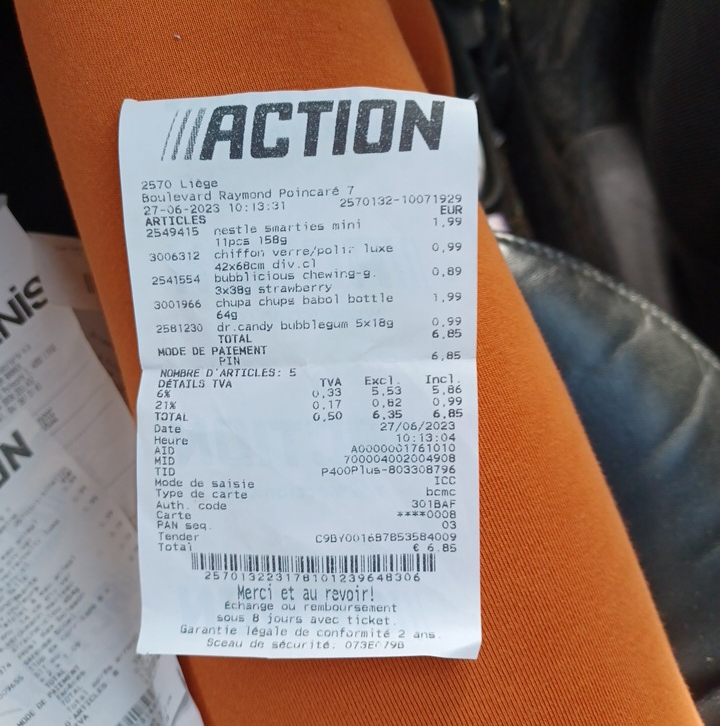 ACTION
2570 Liège
Boulevard Raymond Poincaré 7
27-06-2023 10:13:31 2570132-10071929
ARTICLES EUR
2549415 nestle smarties mini 1,99
11pcs 158g
3006312 chiffon verre/polir luxe 0,99
42x68cm div.cl
2541554 bubblicious chewing-g. 0,89
3x38g strawberry
3001966 chupa chups babol bottle 1,99
64g
2581230 dr.candy bubblegum 5x18g 0,99
TOTAL 6,85
MODE DE PAIEMENT
PIN 6,85
NOMBRE D'ARTICLES: 5
DÉTAILS TVA TVA Excl. Incl.
6% 0,33 5,53 5,86
21% 0,17 0,82 0,99
TOTAL 0,50 6,35 6,85
Date 27/06/2023
Heure 10:13:04
AID A0000001761010
MID 700004002004908
TID P400Plus-803308796
Mode de saisie ICC
Type de carte bcmc
Auth. code 301BAF
Carte ****0008
PAN seq. 03
Tender C9BY001687853584009
Total € 6.85
257013223178101239648306
Merci et au revoir!
Échange ou remboursement
sous 8 jours avec ticket.
Garantie légale de conformité 2 ans.
Sceau de sécurité:
ENIS
ON
MODE DE PAIEMENT